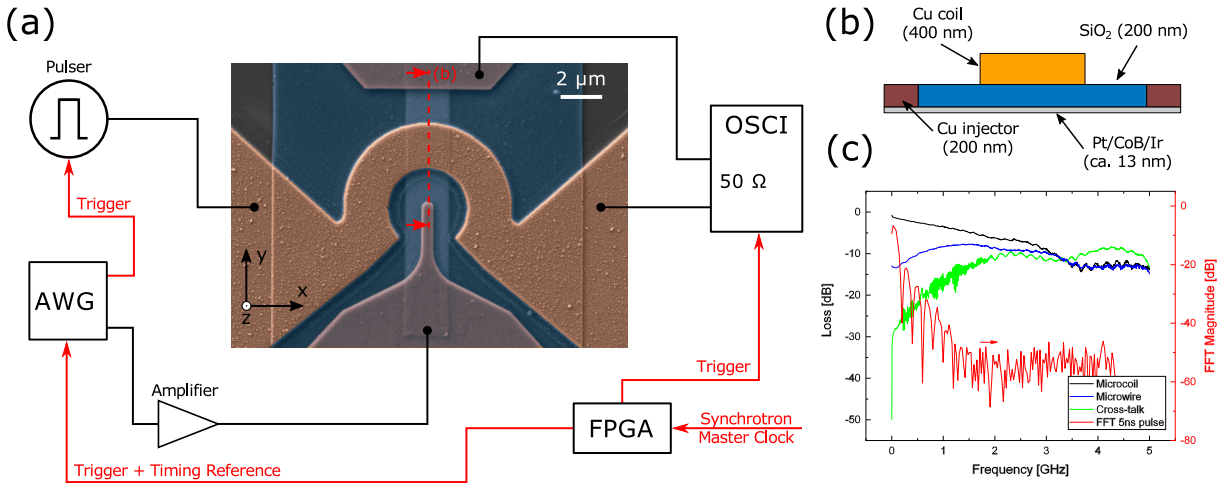 (a)
Pulser
Trigger
AWG
Amplifier
Trigger + Timing Reference
(b)
2 µm
y
x
z
OSCI
50 Ω
Trigger
FPGA
Synchrotron
Master Clock
(b)
Cu coil
(400 nm)
SiO₂ (200 nm)
Cu injector
(200 nm)
Pt/CoB/Ir
(ca. 13 nm)
(c)
0
-10
-20
-30
-40
-50
Loss [dB]
0
1
2
3
4
5
Frequency [GHz]
0
-20
-40
-60
-80
FFT Magnitude [dB]
Microcoil
Microwire
Cross-talk
FFT 5ns pulse